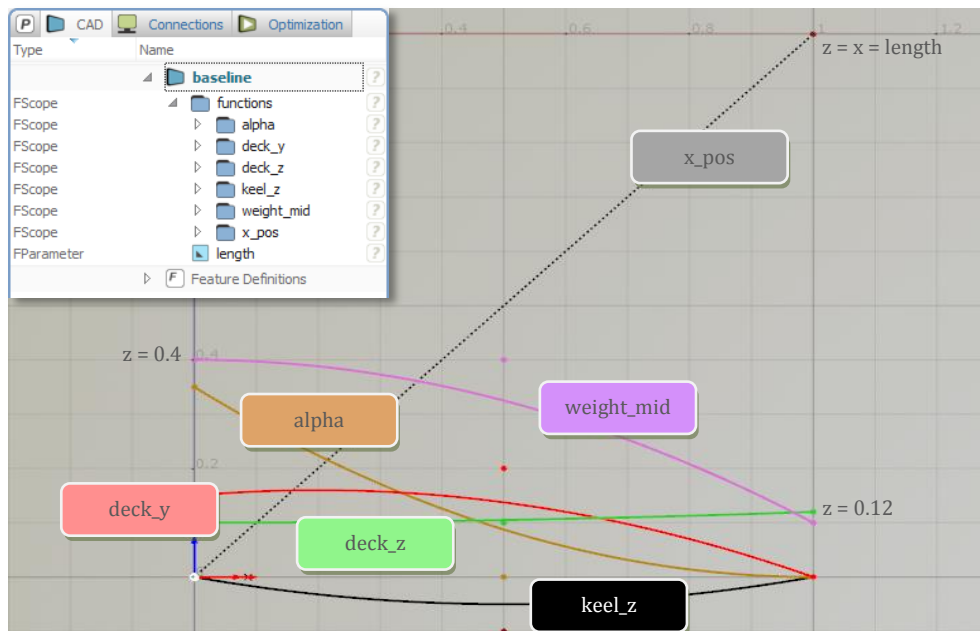 P CAD Connections Optimization
Type Name
baseline ?
FScope functions ?
FScope alpha ?
FScope deck_y ?
FScope deck_z ?
FScope keel_z ?
FScope weight_mid ?
FScope x_pos ?
FParameter length ?
F Feature Definitions
0.4 0.6 0.8 1 1.2
z = x = length
x_pos
z = 0.4 0.4
weight_mid
alpha
0.2
deck_y
z = 0.12
deck_z
keel_z